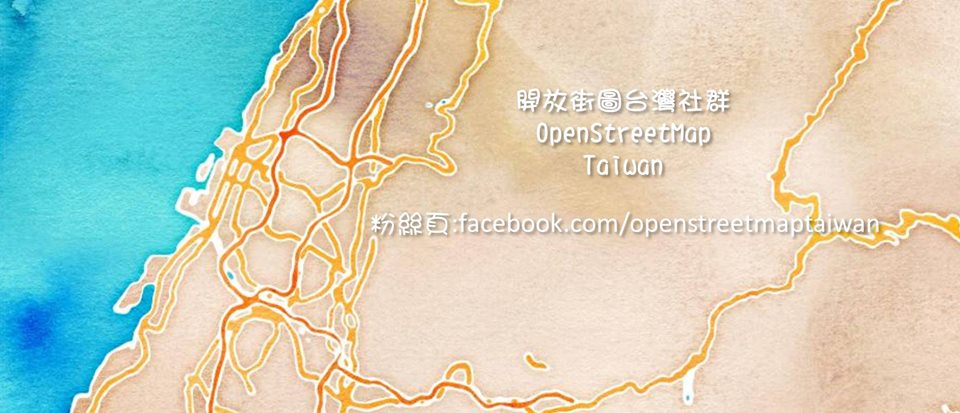 開放街圖台灣社群
OpenStreetMap
Taiwan
粉絲頁:facebook.com/openstreetmaptaiwan